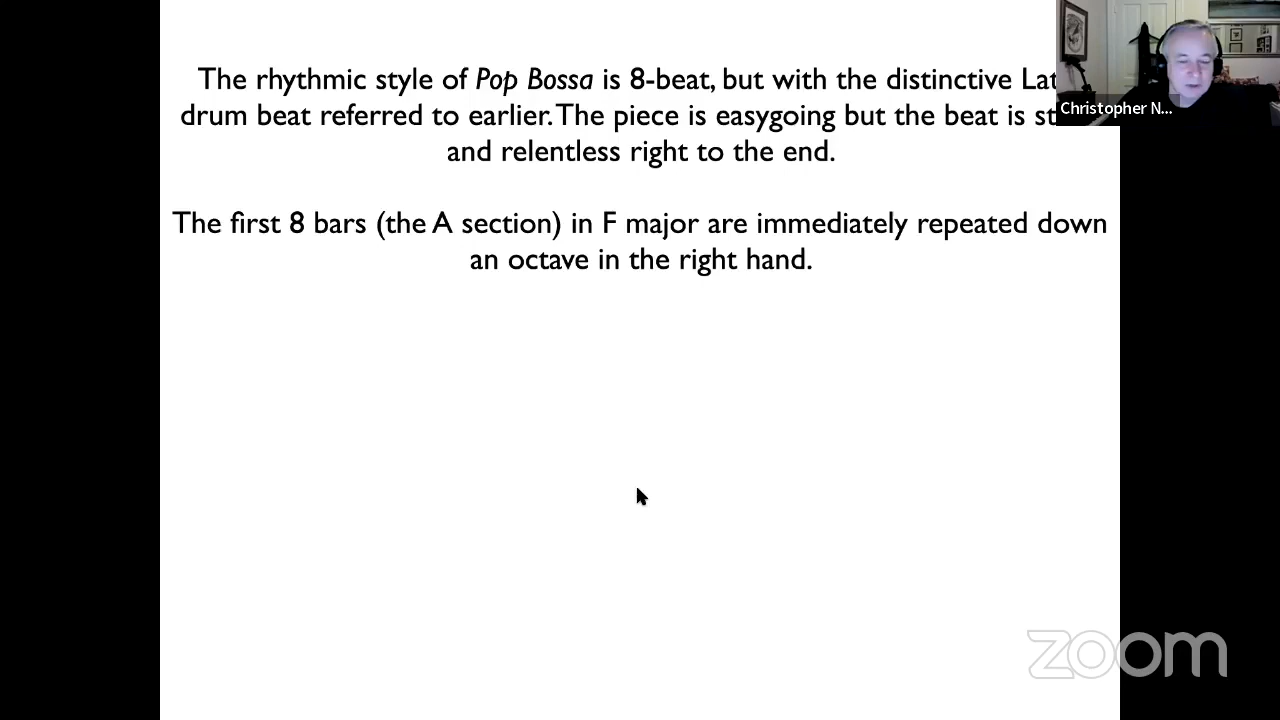 The rhythmic style of Pop Bossa is 8-beat, but with the distinctive
drum beat referred to earlier. The piece is easygoing but the beat is
and relentless right to the end.
The first 8 bars (the A section) in F major are immediately repeated down
an octave in the right hand.
Christopher N...
zoom